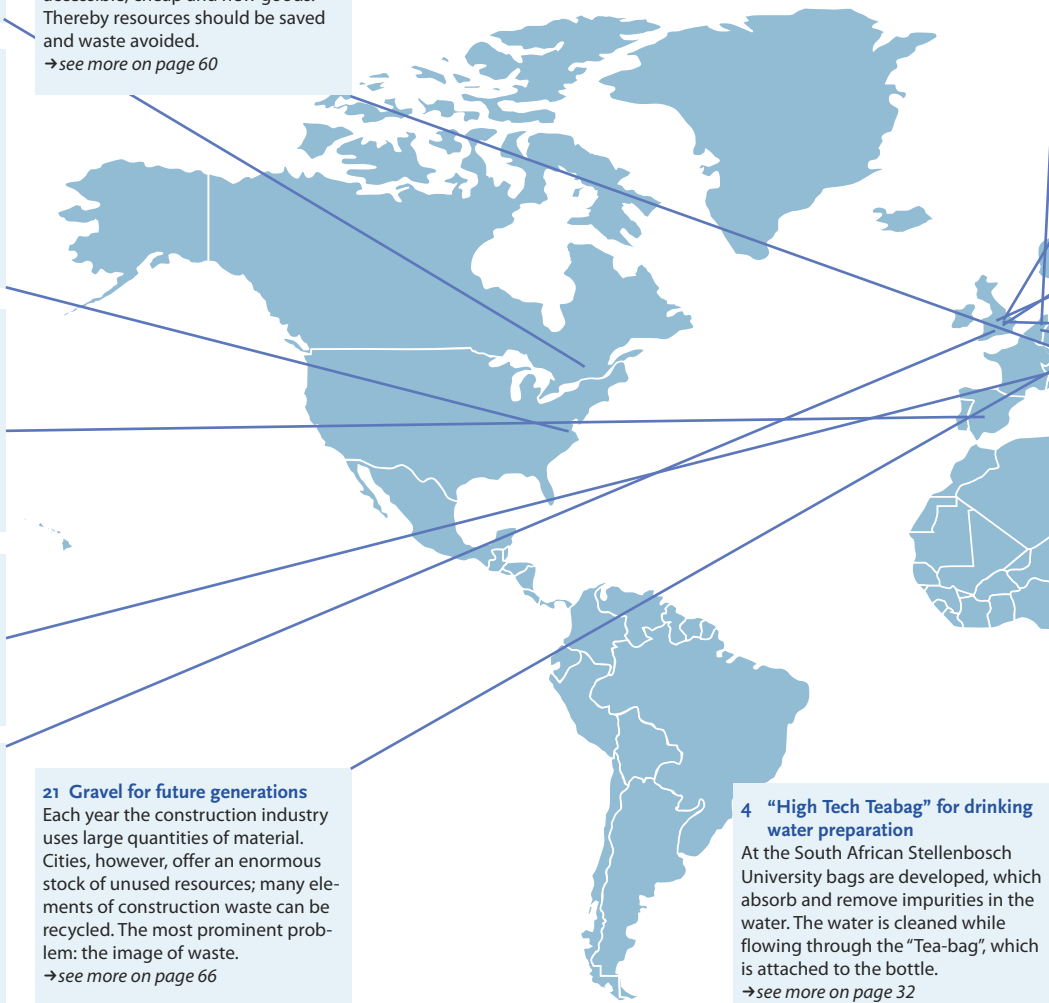 Thereby resources should be saved
and waste avoided.
→see more on page 60
21 Gravel for future generations
Each year the construction industry
uses large quantities of material.
Cities, however, offer an enormous
stock of unused resources; many ele-
ments of construction waste can be
recycled. The most prominent prob-
lem: the image of waste.
→see more on page 66
4 “High Tech Teabag” for drinking
water preparation
At the South African Stellenbosch
University bags are developed, which
absorb and remove impurities in the
water. The water is cleaned while
flowing through the “Tea-bag”, which
is attached to the bottle.
→see more on page 32